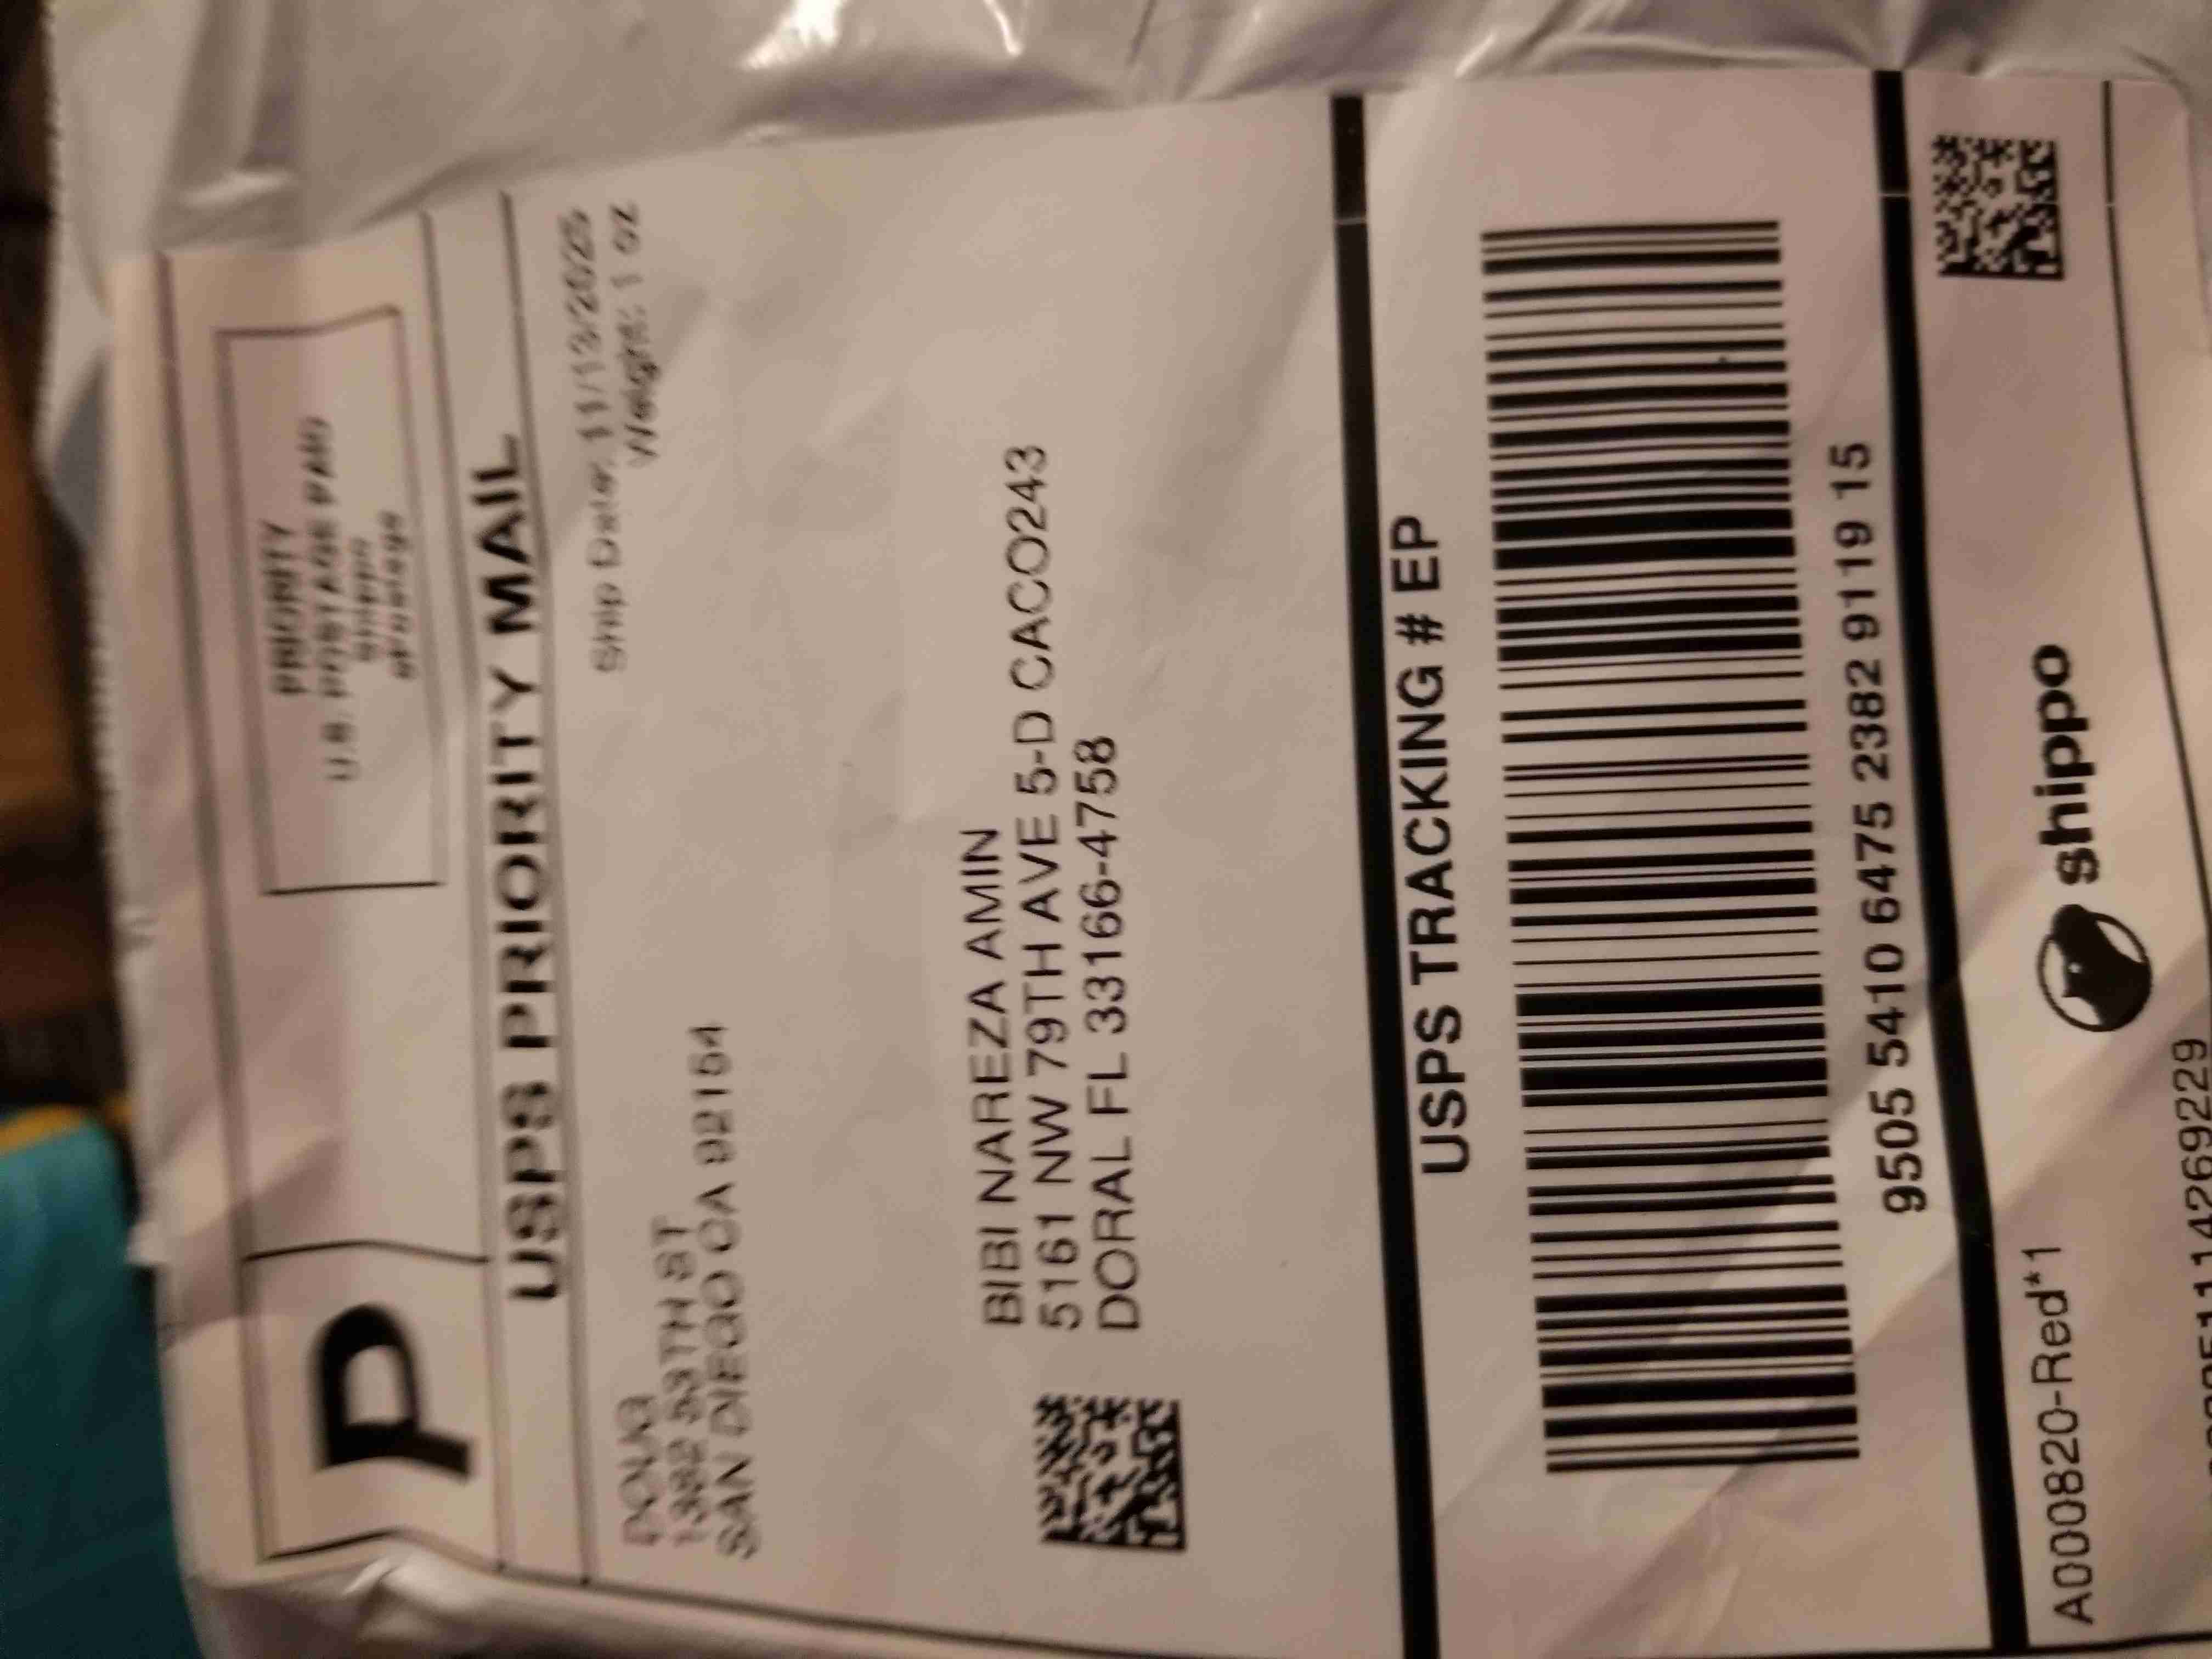 P
PRIORITY
U.S. POSTAGE PAID
Shippo
ePostage
USPS PRIORITY MAIL
Ship Date: 11/13/2025
Weight: 1 oz
SAN DIEGO CA 92154
BIBI NAREZA AMIN
5161 NW 79TH AVE 5-D CACO243
DORAL FL 33166-4758
USPS TRACKING # EP
9505 5410 6475 2382 9119 15
A000820-Red*1
shippo